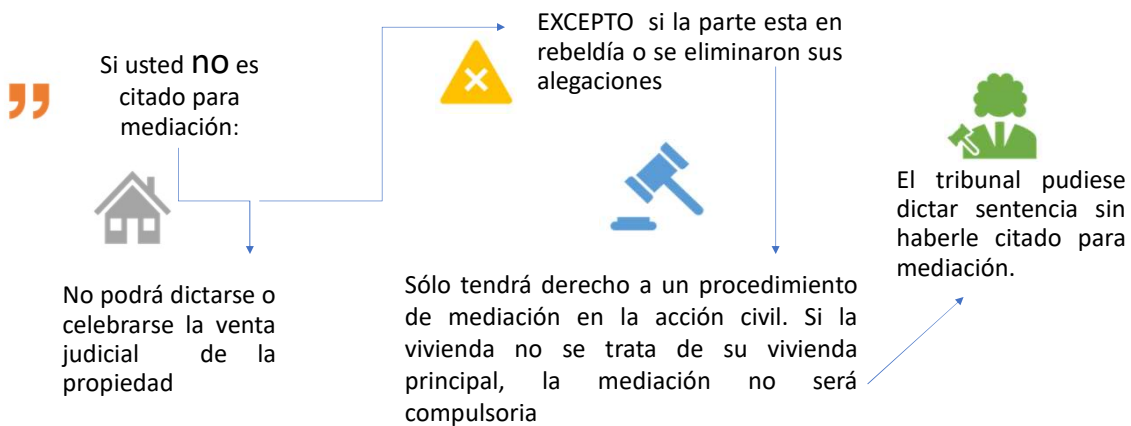 Si usted no es
citado para
mediación:
No podrá dictarse o
celebrarse la venta
judicial de la
propiedad
EXCEPTO si la parte esta en
rebeldía o se eliminaron sus
alegaciones
Sólo tendrá derecho a un procedimiento
de mediación en la acción civil. Si la
vivienda no se trata de su vivienda
principal, la mediación no será
compulsoria
El tribunal pudiese
dictar sentencia sin
haberle citado para
mediación.